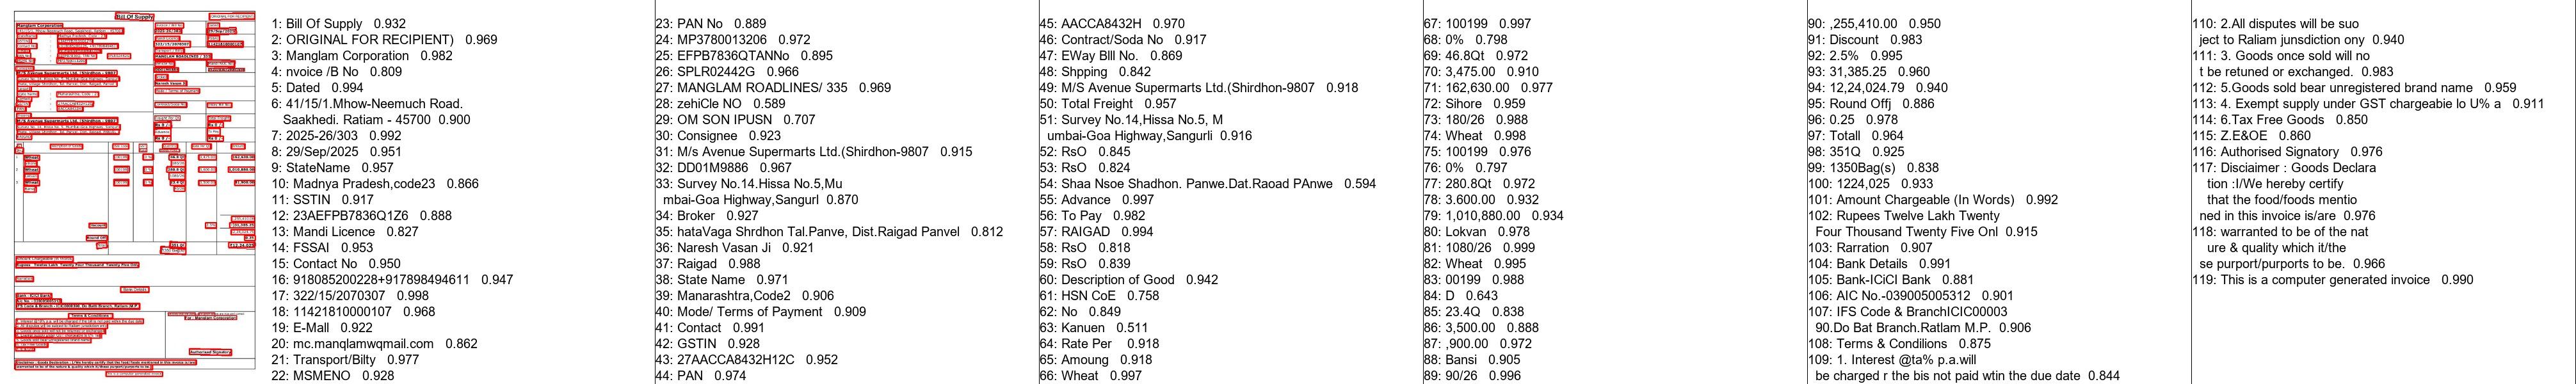 1: Bill Of Supply 0.932
2: ORIGINAL FOR RECIPIENT) 0.969
3: Manglam Corporation 0.982
4: nvoice /B No 0.809
5: Dated 0.994
6: 41/15/1.Mhow-Neemuch Road.
Saakhedi. Ratiam - 45700 0.900
7: 2025-26/303 0.992
8: 29/Sep/2025 0.951
9: StateName 0.957
10: Madnya Pradesh,code23 0.866
11: SSTIN 0.917
12: 23AEFPB7836Q1Z6 0.888
13: Mandi Licence 0.827
14: FSSAI 0.953
15: Contact No 0.950
16: 918085200228+917898494611 0.947
17: 322/15/2070307 0.998
18: 11421810000107 0.968
19: E-Mall 0.922
20: mc.manqlamwqmail.com 0.862
21: Transport/Bilty 0.977
22: MSMENO 0.928
23: PAN No 0.889
24: MP3780013206 0.972
25: EFPB7836QTANNo 0.895
26: SPLR02442G 0.966
27: MANGLAM ROADLINES/ 335 0.969
28: zehiCle NO 0.589
29: OM SON IPUSN 0.707
30: Consignee 0.923
31: M/s Avenue Supermarts Ltd.(Shirdhon-9807 0.915
32: DD01M9886 0.967
33: Survey No.14.Hissa No.5,Mu
mbai-Goa Highway,Sangurl 0.870
34: Broker 0.927
35: hataVaga Shrdhon Tal.Panve, Dist.Raigad Panvel 0.812
36: Naresh Vasan Ji 0.921
37: Raigad 0.988
38: State Name 0.971
39: Manarashtra,Code2 0.906
40: Mode/ Terms of Payment 0.909
41: Contact 0.991
42: GSTIN 0.928
43: 27AACCA8432H12C 0.952
44: PAN 0.974
45: AACCA8432H 0.970
46: Contract/Soda No 0.917
47: EWay Blll No. 0.869
48: Shpping 0.842
49: M/S Avenue Supermarts Ltd.(Shirdhon-9807 0.918
50: Total Freight 0.957
51: Survey No.14,Hissa No.5, M
umbai-Goa Highway,Sangurli 0.916
52: RsO 0.845
53: RsO 0.824
54: Shaa Nsoe Shadhon. Panwe.Dat.Raoad PAnwe 0.594
55: Advance 0.997
56: To Pay 0.982
57: RAIGAD 0.994
58: RsO 0.818
59: RsO 0.839
60: Description of Good 0.942
61: HSN CoE 0.758
62: No 0.849
63: Kanuen 0.511
64: Rate Per 0.918
65: Amoung 0.918
66: Wheat 0.997
67: 100199 0.997
68: 0% 0.798
69: 46.8Qt 0.972
70: 3,475.00 0.910
71: 162,630.00 0.977
72: Sihore 0.959
73: 180/26 0.988
74: Wheat 0.998
75: 100199 0.976
76: 0% 0.797
77: 280.8Qt 0.972
78: 3.600.00 0.932
79: 1,010,880.00 0.934
80: Lokvan 0.978
81: 1080/26 0.999
82: Wheat 0.995
83: 00199 0.988
84: D 0.643
85: 23.4Q 0.838
86: 3,500.00 0.888
87: ,900.00 0.972
88: Bansi 0.905
89: 90/26 0.996
90: ,255,410.00 0.950
91: Discount 0.983
92: 2.5% 0.995
93: 31,385.25 0.960
94: 12,24,024.79 0.940
95: Round Offj 0.886
96: 0.25 0.978
97: Totall 0.964
98: 351Q 0.925
99: 1350Bag(s) 0.838
100: 1224,025 0.933
101: Amount Chargeable (In Words) 0.992
102: Rupees Twelve Lakh Twenty
Four Thousand Twenty Five Onl 0.915
103: Rarration 0.907
104: Bank Details 0.991
105: Bank-ICiCI Bank 0.881
106: AIC No.-039005005312 0.901
107: IFS Code & BranchICIC00003
90.Do Bat Branch.Ratlam M.P. 0.906
108: Terms & Condilions 0.875
109: 1. Interest @ta% p.a.will
be charged r the bis not paid wtin the due date 0.844
110: 2.All disputes will be suo
ject to Raliam junsdiction ony 0.940
111: 3. Goods once sold will no
t be retuned or exchanged. 0.983
112: 5.Goods sold bear unregistered brand name 0.959
113: 4. Exempt supply under GST chargeabie lo U% a 0.911
114: 6.Tax Free Goods 0.850
115: Z.E&OE 0.860
116: Authorised Signatory 0.976
117: Disciaimer : Goods Declara
tion :I/We hereby certify
that the food/foods mentio
ned in this invoice is/are 0.976
118: warranted to be of the nat
ure & quality which it/the
se purport/purports to be. 0.966
119: This is a computer generated invoice 0.990